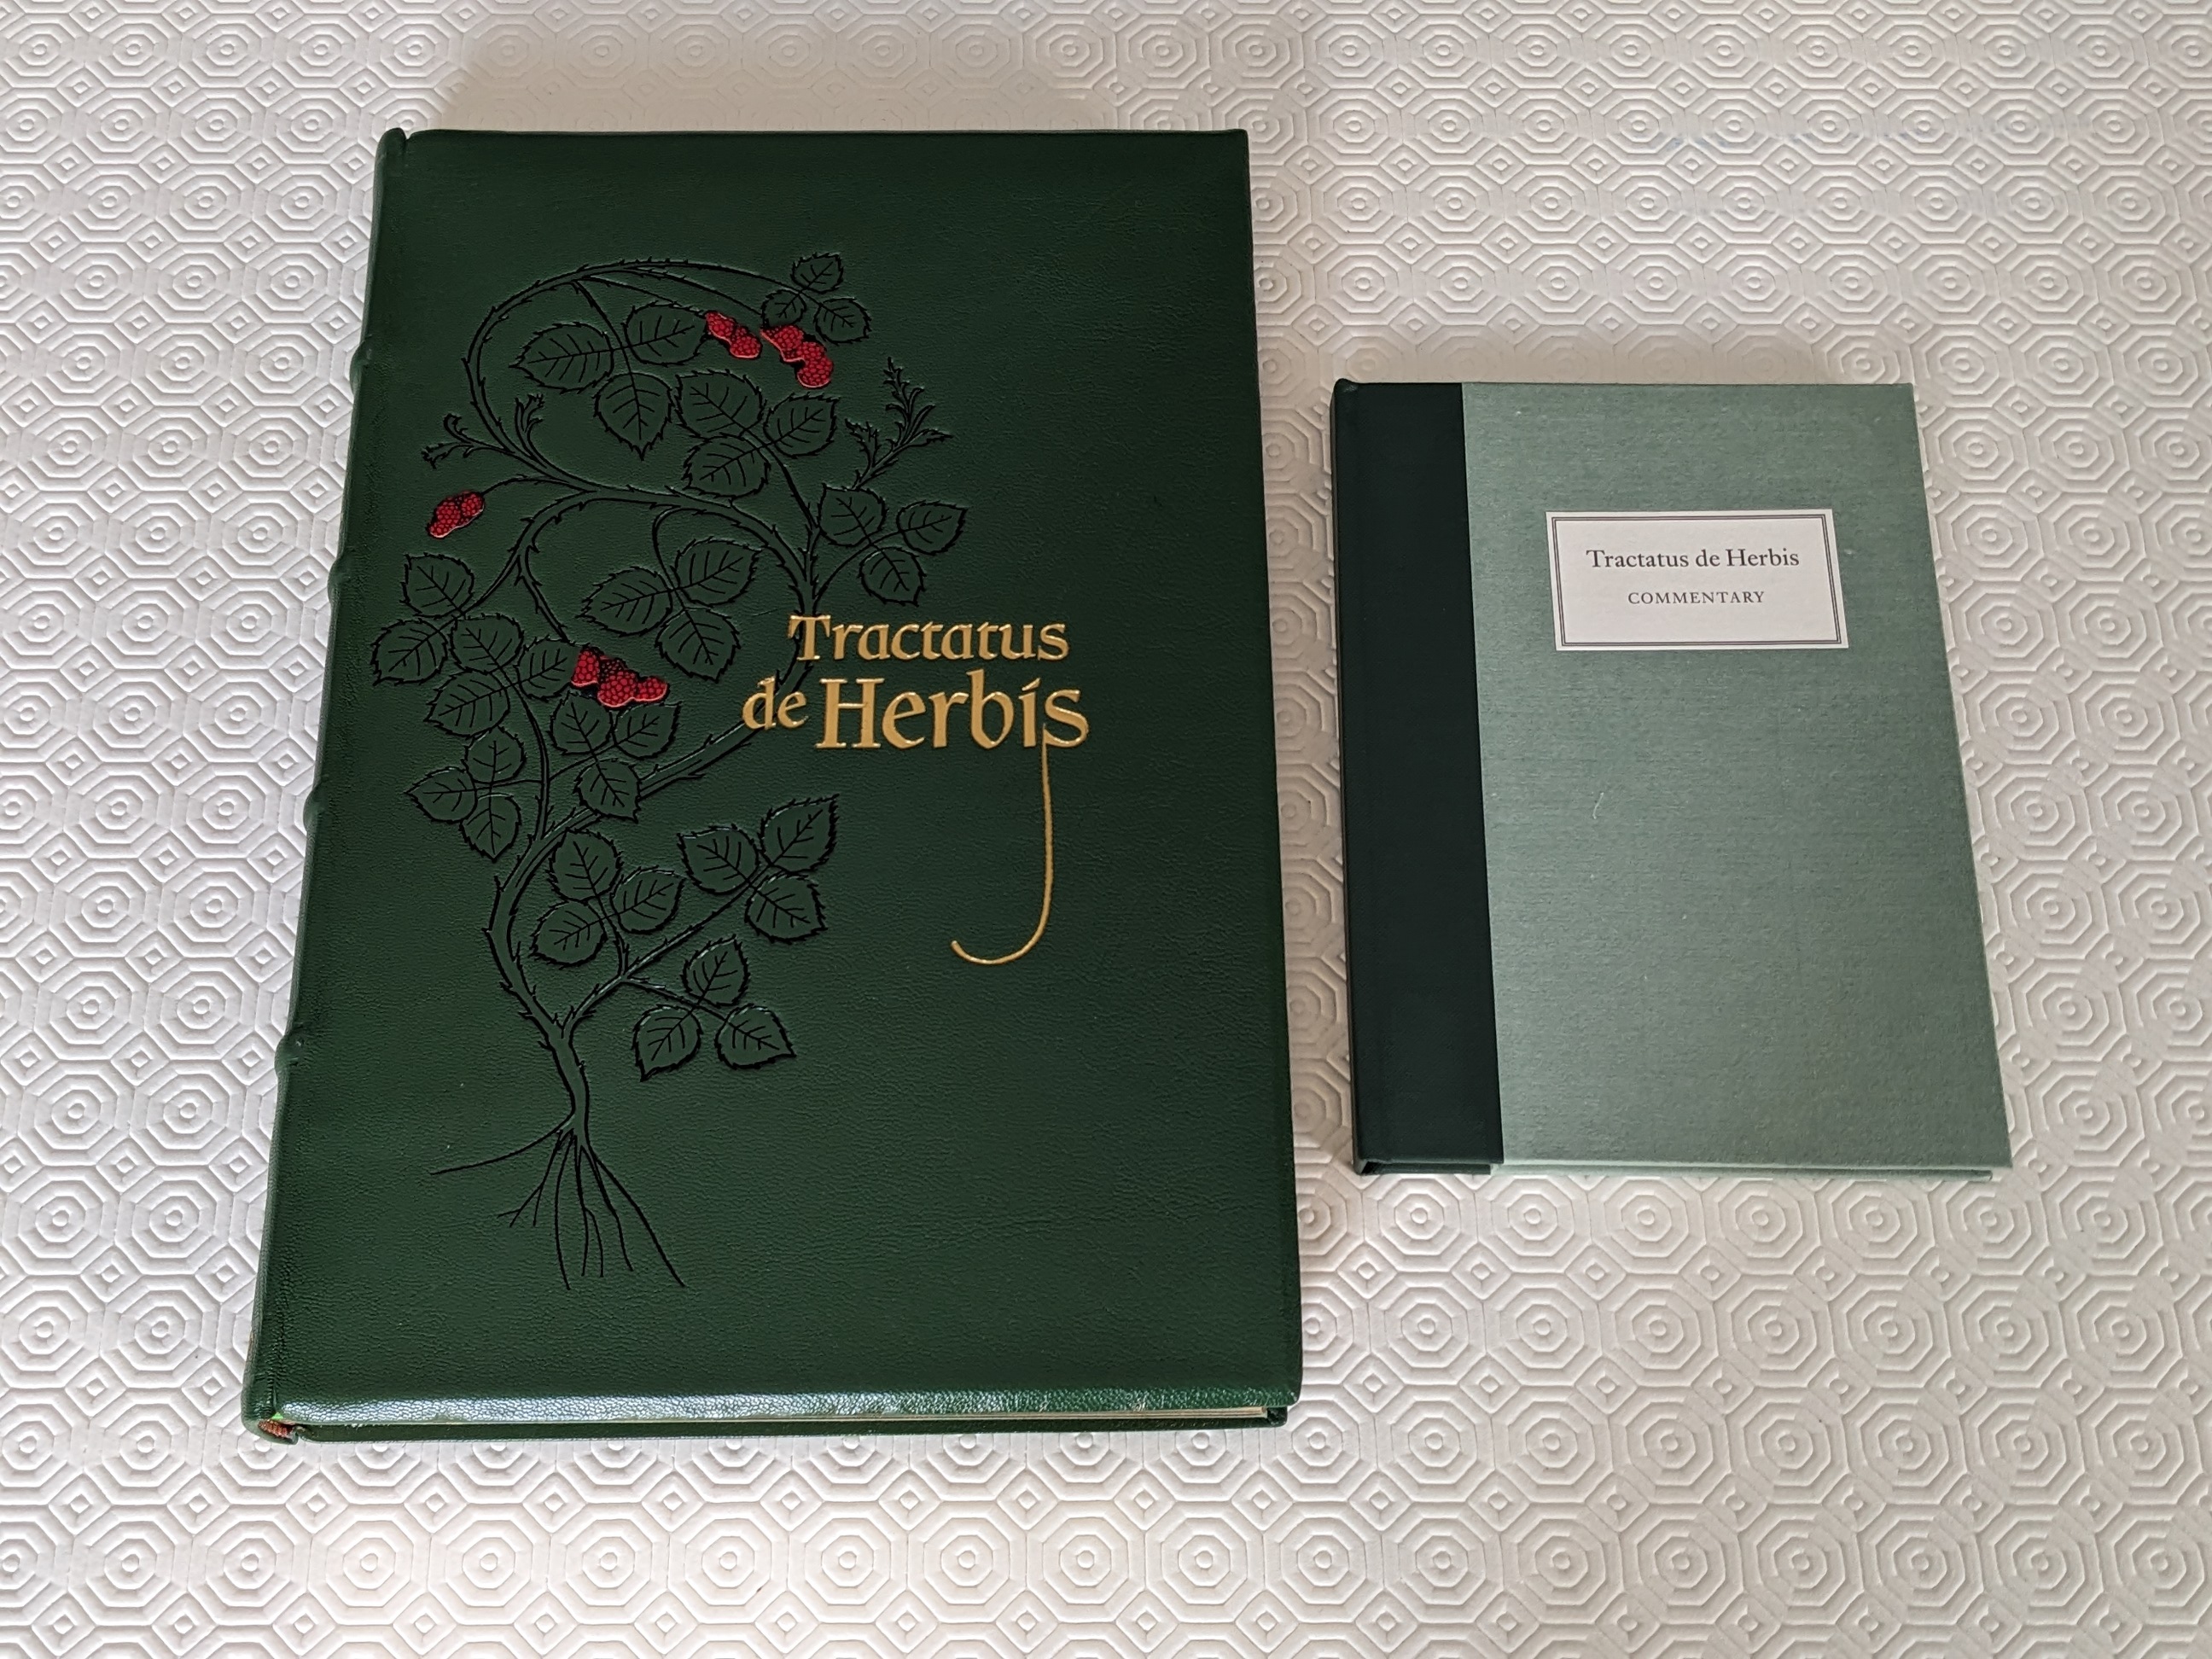 Tractatus
de Herbis
Tractatus de Herbis
COMMENTARY